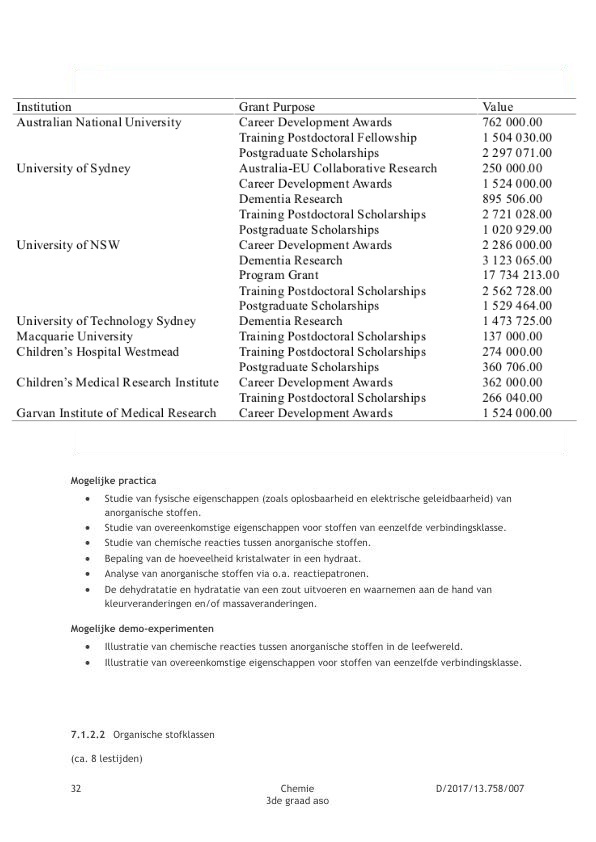 Institution Grant Purpose Value
Australian National University Career Development Awards 762 000.00
Training Postdoctoral Fellowship 1 504 030.00
Postgraduate Scholarships 2 297 071.00
University of Sydney Australia-EU Collaborative Research 250 000.00
Career Development Awards 1 524 000.00
Dementia Research 895 506.00
Training Postdoctoral Scholarships 2 721 028.00
Postgraduate Scholarships 1 020 929.00
University of NSW Career Development Awards 2 286 000.00
Dementia Research 3 123 065.00
Program Grant 17 734 213.00
Training Postdoctoral Scholarships 2 562 728.00
Postgraduate Scholarships 1 529 464.00
University of Technology Sydney Dementia Research 1 473 725.00
Macquarie University Training Postdoctoral Scholarships 137 000.00
Children's Hospital Westmead Training Postdoctoral Scholarships 274 000.00
Postgraduate Scholarships 360 706.00
Children's Medical Research Institute Career Development Awards 362 000.00
Training Postdoctoral Scholarships 266 040.00
Garvan Institute of Medical Research Career Development Awards 1 524 000.00
Mogelijke practica
• Studie van fysische eigenschappen (zoals oplosbaarheid en elektrische geleidbaarheid) van
anorganische stoffen.
• Studie van overeenkomstige eigenschappen voor stoffen van eenzelfde verbindingsklasse.
• Studie van chemische reacties tussen anorganische stoffen.
• Bepaling van de hoeveelheid kristalwater in een hydraat.
• Analyse van anorganische stoffen via o.a. reactiepatronen.
• De dehydratatie en hydratatie van een zout uitvoeren en waarnemen aan de hand van
kleurveranderingen en/of massaveranderingen.
Mogelijke demo-experimenten
• Illustratie van chemische reacties tussen anorganische stoffen in de leefwereld.
• Illustratie van overeenkomstige eigenschappen voor stoffen van eenzelfde verbindingsklasse.
7.1.2.2 Organische stofklassen
(ca. 8 lestijden)
32 Chemie D/2017/13.758/007
3de graad aso